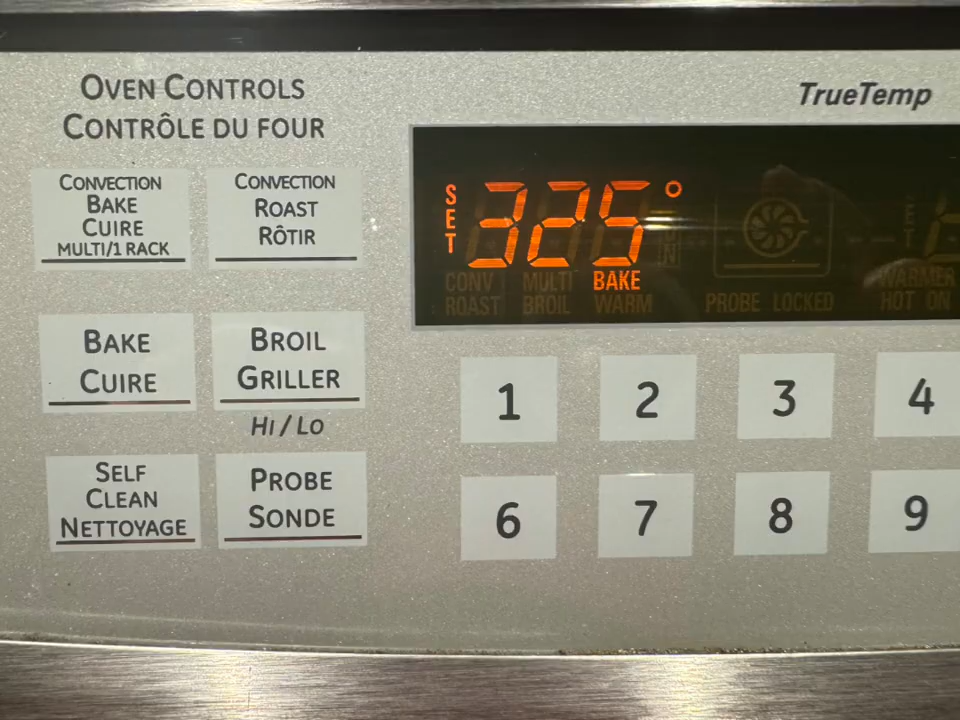 OVEN CONTROLS
CONTRÔLE DU FOUR
TrueTemp
CONVECTION
BAKE
CUIRE
MULTI/1 RACK
CONVECTION
ROAST
RÔTIR
SET 325°
CONV MULTI BAKE
ROAST BROIL WARM
PROBE LOCKED
WARMER
HOT ON
BAKE
CUIRE
BROIL
GRILLER
HI / LO
SELF
CLEAN
NETTOYAGE
PROBE
SONDE
1 2 3 4
6 7 8 9